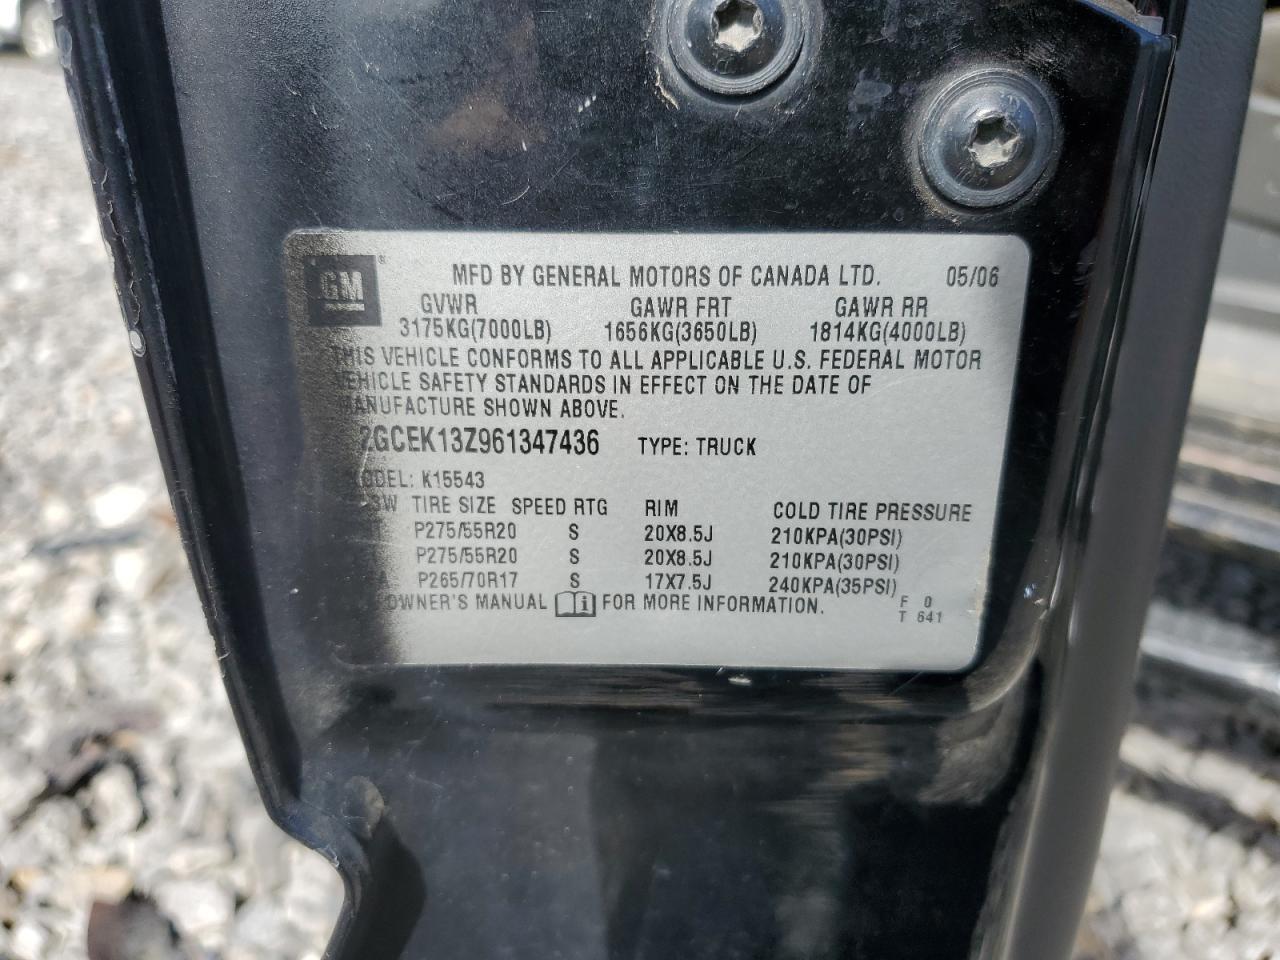 GM ®
MFD BY GENERAL MOTORS OF CANADA LTD. 05/06
GVWR GAWR FRT GAWR RR
3175KG(7000LB) 1656KG(3650LB) 1814KG(4000LB)
THIS VEHICLE CONFORMS TO ALL APPLICABLE U.S. FEDERAL MOTOR
VEHICLE SAFETY STANDARDS IN EFFECT ON THE DATE OF
MANUFACTURE SHOWN ABOVE.
2GCEK13Z961347436 TYPE: TRUCK
MODEL: K15543
TIRE SIZE SPEED RTG RIM COLD TIRE PRESSURE
P275/55R20 S 20X8.5J 210KPA(30PSI)
P275/55R20 S 20X8.5J 210KPA(30PSI)
P265/70R17 S 17X7.5J 240KPA(35PSI)
OWNER'S MANUAL FOR MORE INFORMATION.
F 0
T 641